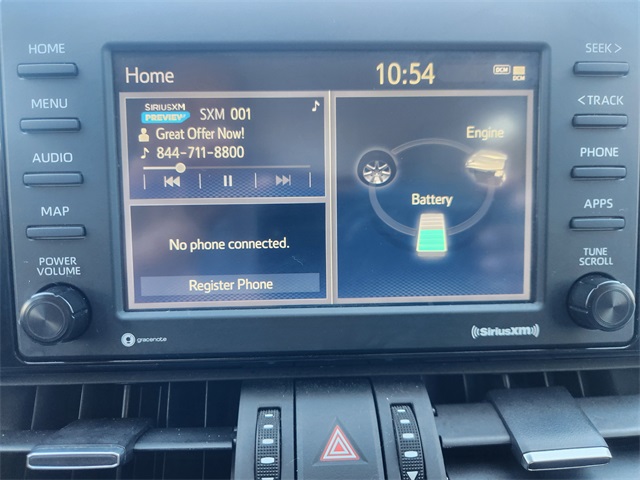 HOME
MENU
AUDIO
MAP
POWER
VOLUME
gracenote
Home
10:54
DCM
SIRIUSXM
PREVIEW
SXM 001
Great Offer Now!
844-711-8800
No phone connected.
Register Phone
Engine
Battery
SEEK >
< TRACK
PHONE
APPS
TUNE
SCROLL
((SiriusXM))